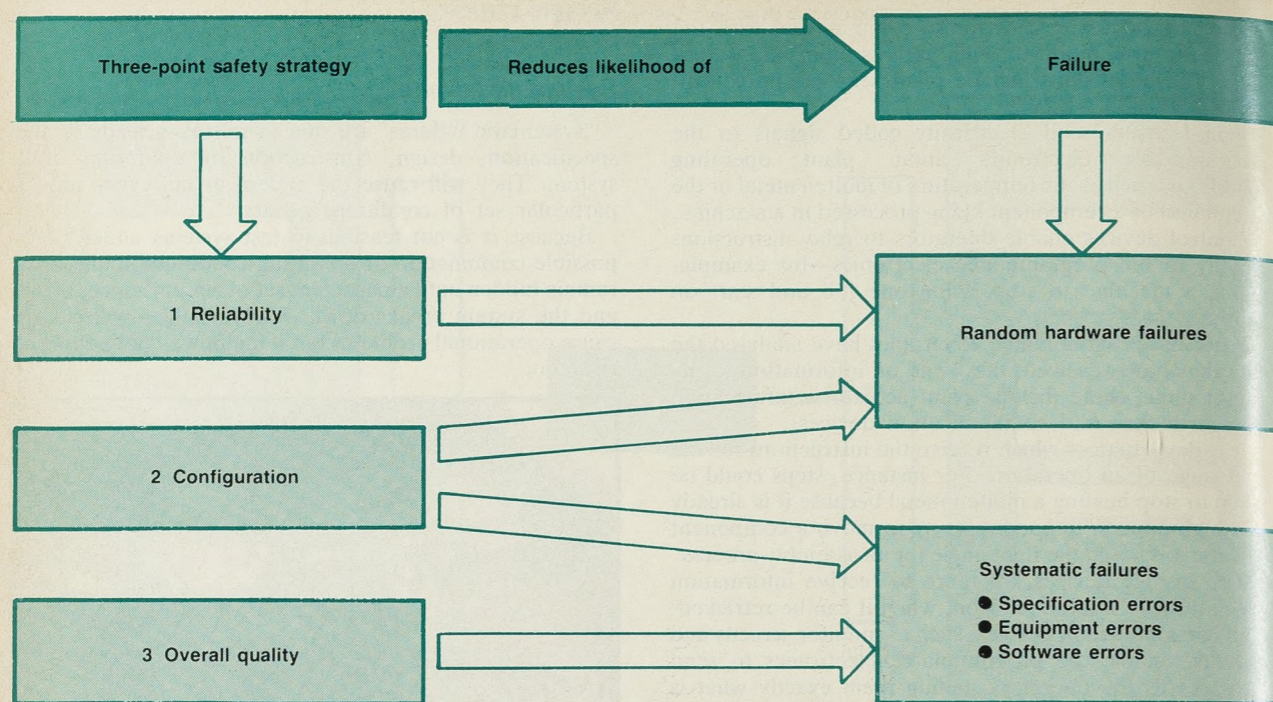 Three-point safety strategy
Reduces likelihood of
Failure
1 Reliability
Random hardware failures
2 Configuration
Systematic failures
● Specification errors
● Equipment errors
● Software errors
3 Overall quality